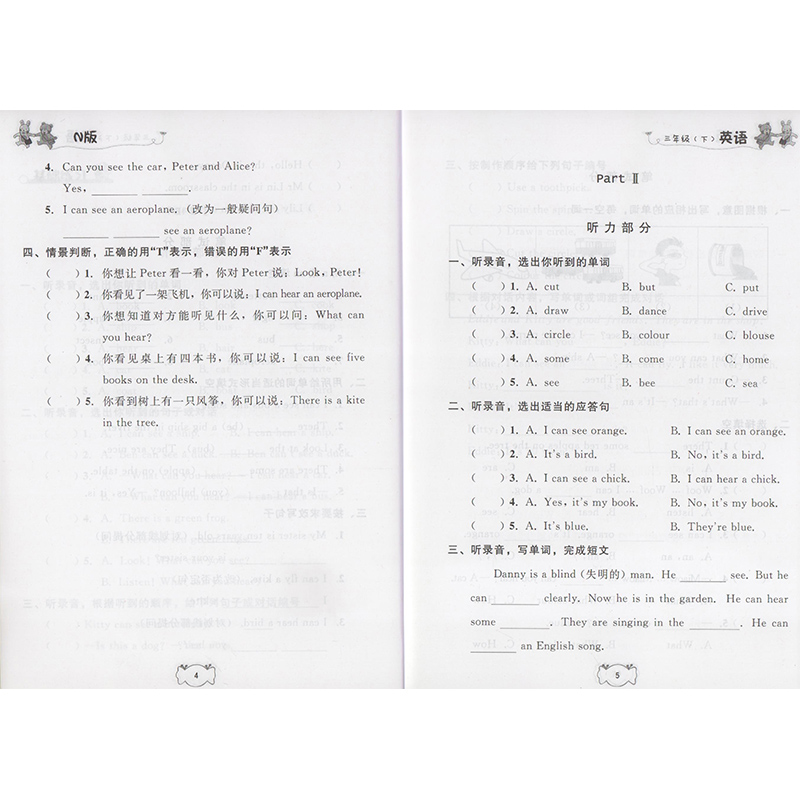 N版
4. Can you see the car, Peter and Alice?
Yes, ________ ________.
5. I can see an aeroplane.（改为一般疑问句）
________ ________ see an aeroplane?
四、情景判断，正确的用"T"表示，错误的用"F"表示
( ) 1. 你想让 Peter 看一看，你对 Peter 说：Look, Peter!
( ) 2. 你看见了一架飞机，你可以说：I can hear an aeroplane.
( ) 3. 你想知道对方能听见什么，你可以问：What can
you hear?
( ) 4. 你看见桌上有四本书，你可以说：I can see five
books on the desk.
( ) 5. 你看到树上有一只风筝，你可以说：There is a kite
in the tree.
4
三年级（下）英语
Part Ⅱ
听力部分
一、听录音，选出你听到的单词
( ) 1. A. cut B. but C. put
( ) 2. A. draw B. dance C. drive
( ) 3. A. circle B. colour C. blouse
( ) 4. A. some B. come C. home
( ) 5. A. see B. bee C. sea
二、听录音，选出适当的应答句
( ) 1. A. I can see orange. B. I can see an orange.
( ) 2. A. It's a bird. B. No, it's a bird.
( ) 3. A. I can see a chick. B. I can hear a chick.
( ) 4. A. Yes, it's my book. B. No, it's my book.
( ) 5. A. It's blue. B. They're blue.
三、听录音，写单词，完成短文
Danny is a blind (失明的) man. He ________ see. But he
can ________ clearly. Now he is in the garden. He can hear
some ________. They are singing in the ________. He can
________ an English song.
5